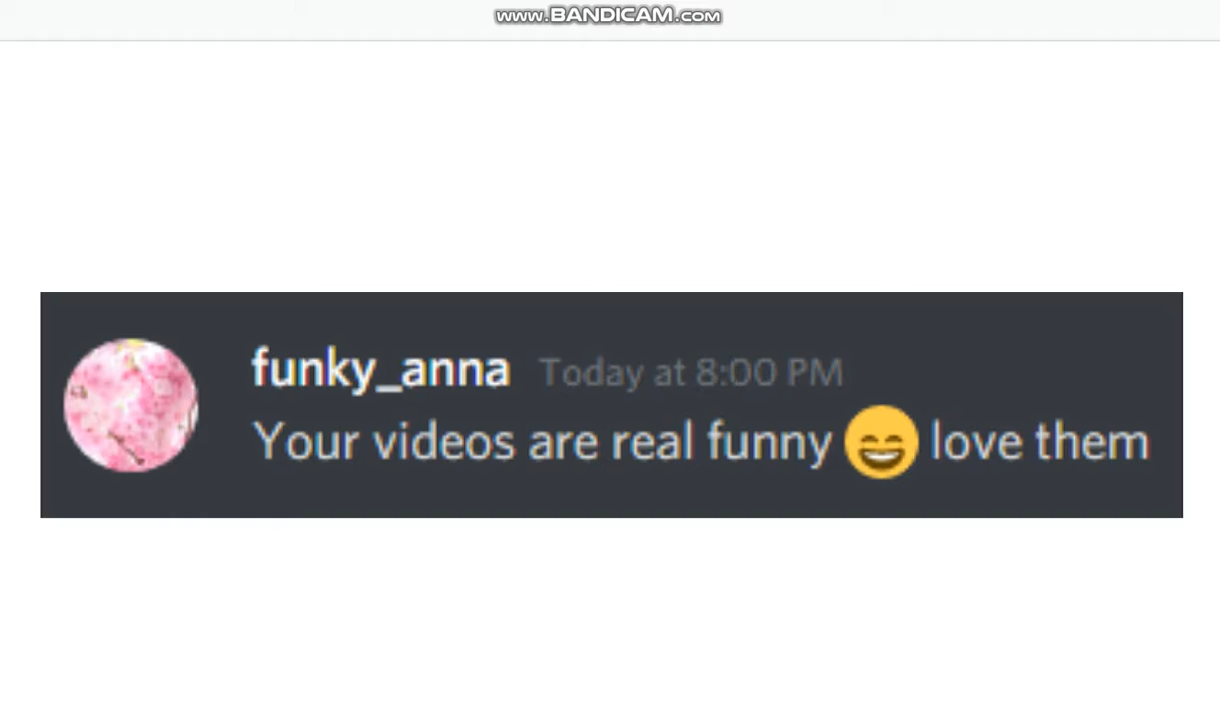 www.BANDICAM.com
funky_anna Today at 8:00 PM
Your videos are real funny 😄 love them